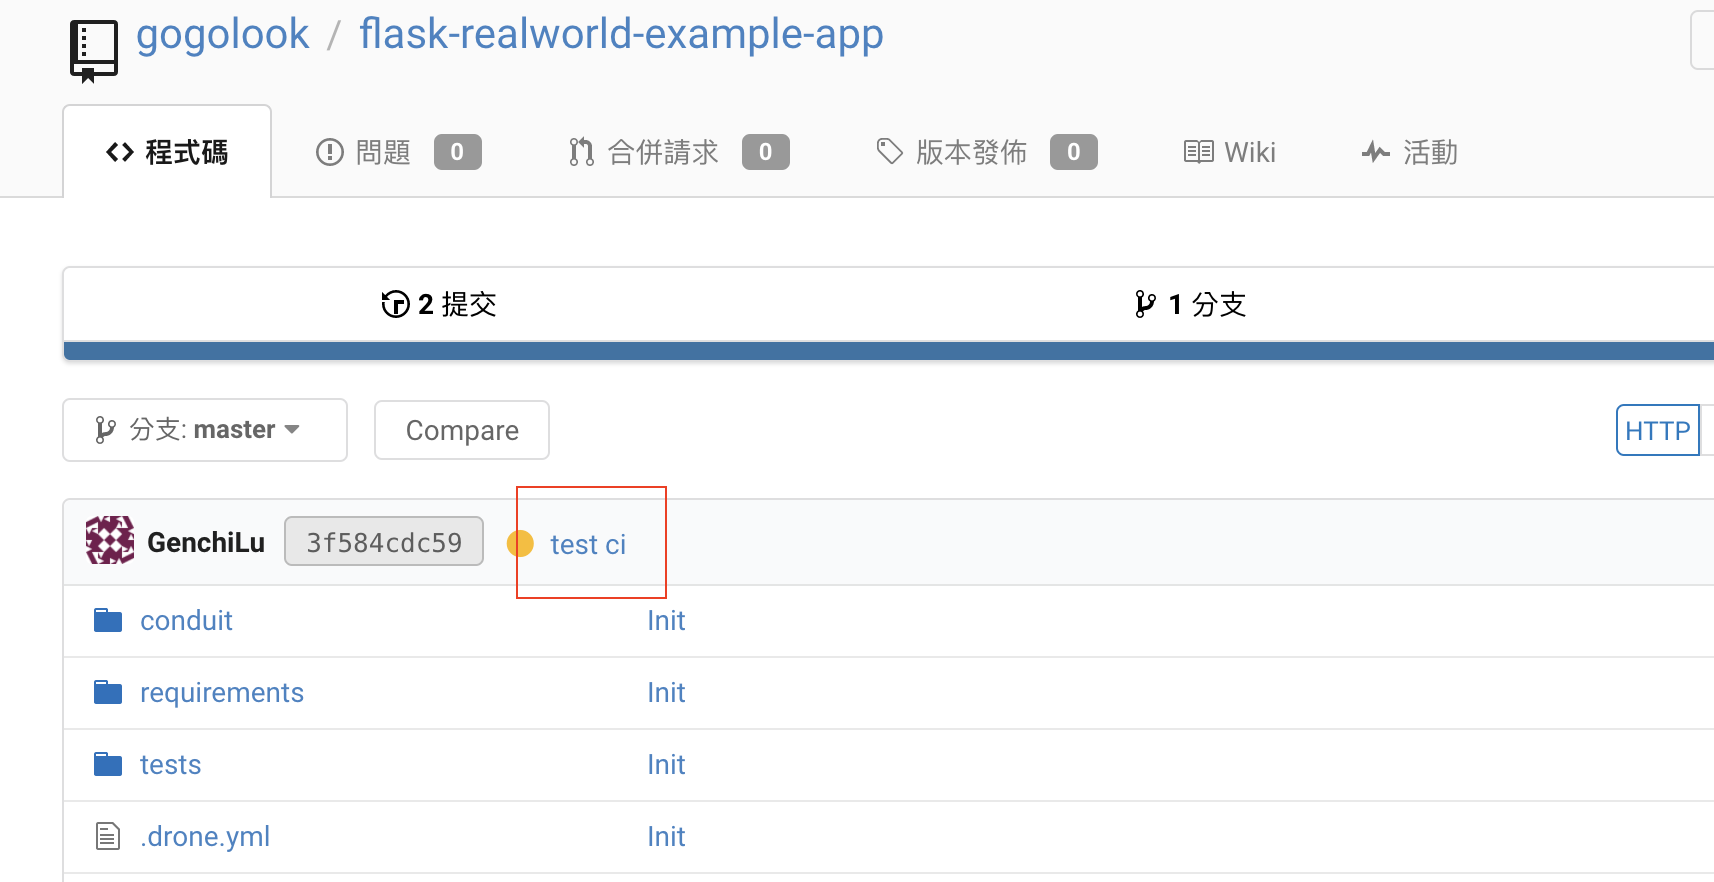 gogolook / flask-realworld-example-app
程式碼 問題 0 合併請求 0 版本發佈 0 Wiki 活動
2 提交 1 分支
分支: master Compare HTTP
GenchiLu 3f584cdc59 test ci
conduit Init
requirements Init
tests Init
.drone.yml Init